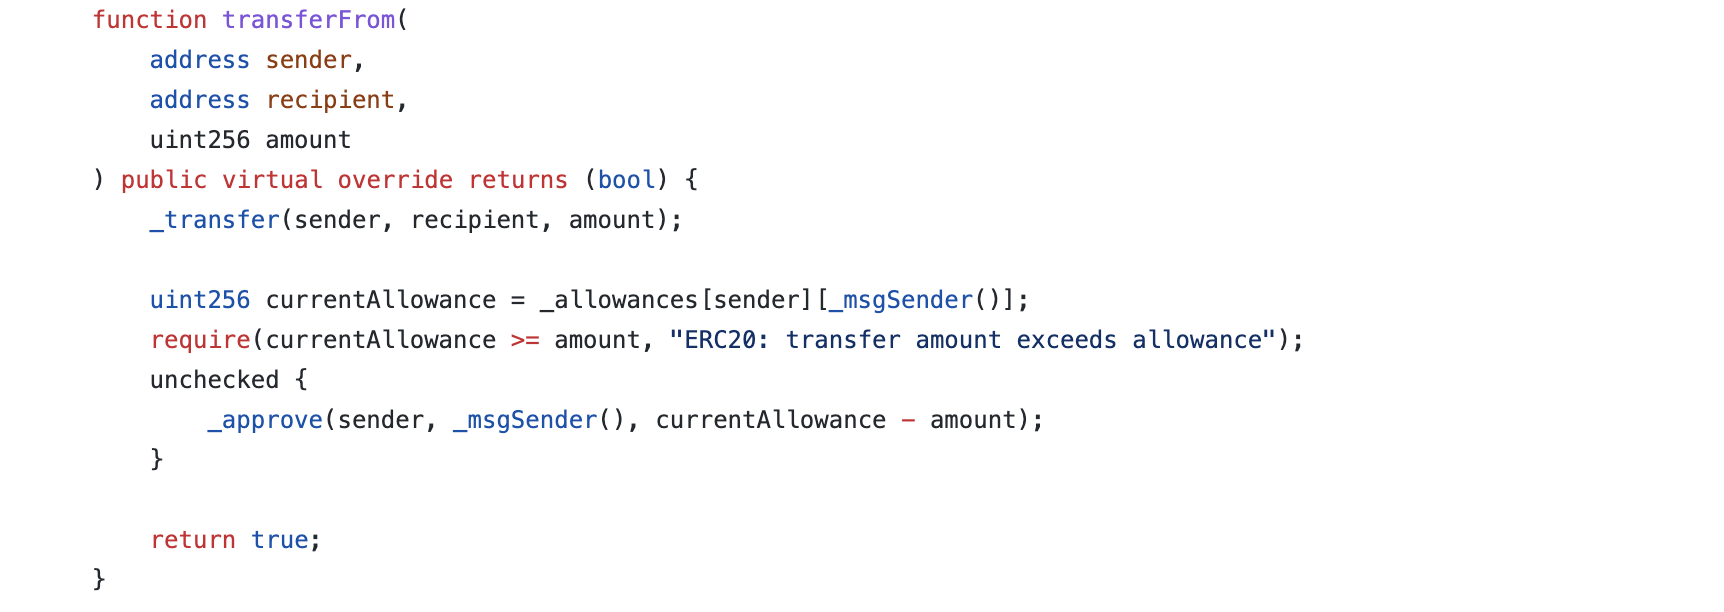 function transferFrom(
    address sender,
    address recipient,
    uint256 amount
) public virtual override returns (bool) {
    _transfer(sender, recipient, amount);

    uint256 currentAllowance = _allowances[sender][_msgSender()];
    require(currentAllowance >= amount, "ERC20: transfer amount exceeds allowance");
    unchecked {
        _approve(sender, _msgSender(), currentAllowance - amount);
    }

    return true;
}